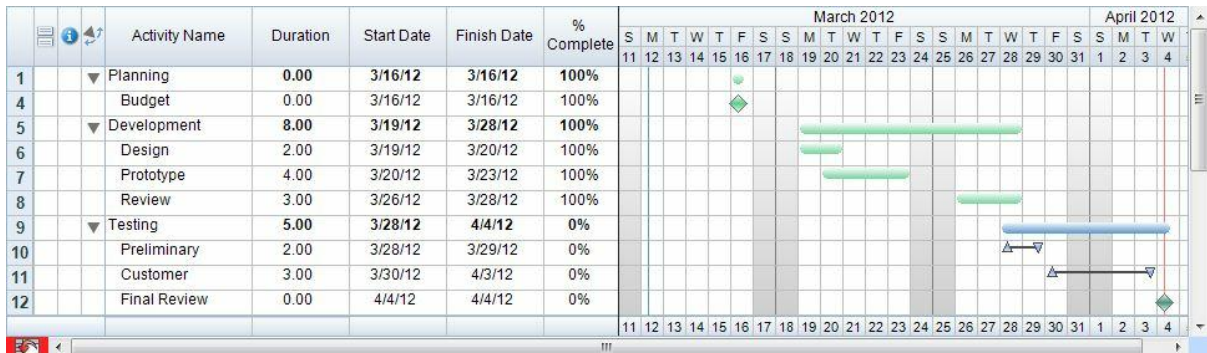 March 2012 April 2012
Activity Name Duration Start Date Finish Date % Complete S M T W T F S S M T W T F S S M T W T F S S M T W
11 12 13 14 15 16 17 18 19 20 21 22 23 24 25 26 27 28 29 30 31 1 2 3 4
1 Planning 0.00 3/16/12 3/16/12 100%
4 Budget 0.00 3/16/12 3/16/12 100%
5 Development 8.00 3/19/12 3/28/12 100%
6 Design 2.00 3/19/12 3/20/12 100%
7 Prototype 4.00 3/20/12 3/23/12 100%
8 Review 3.00 3/26/12 3/28/12 100%
9 Testing 5.00 3/28/12 4/4/12 0%
10 Preliminary 2.00 3/28/12 3/29/12 0%
11 Customer 3.00 3/30/12 4/3/12 0%
12 Final Review 0.00 4/4/12 4/4/12 0%
11 12 13 14 15 16 17 18 19 20 21 22 23 24 25 26 27 28 29 30 31 1 2 3 4